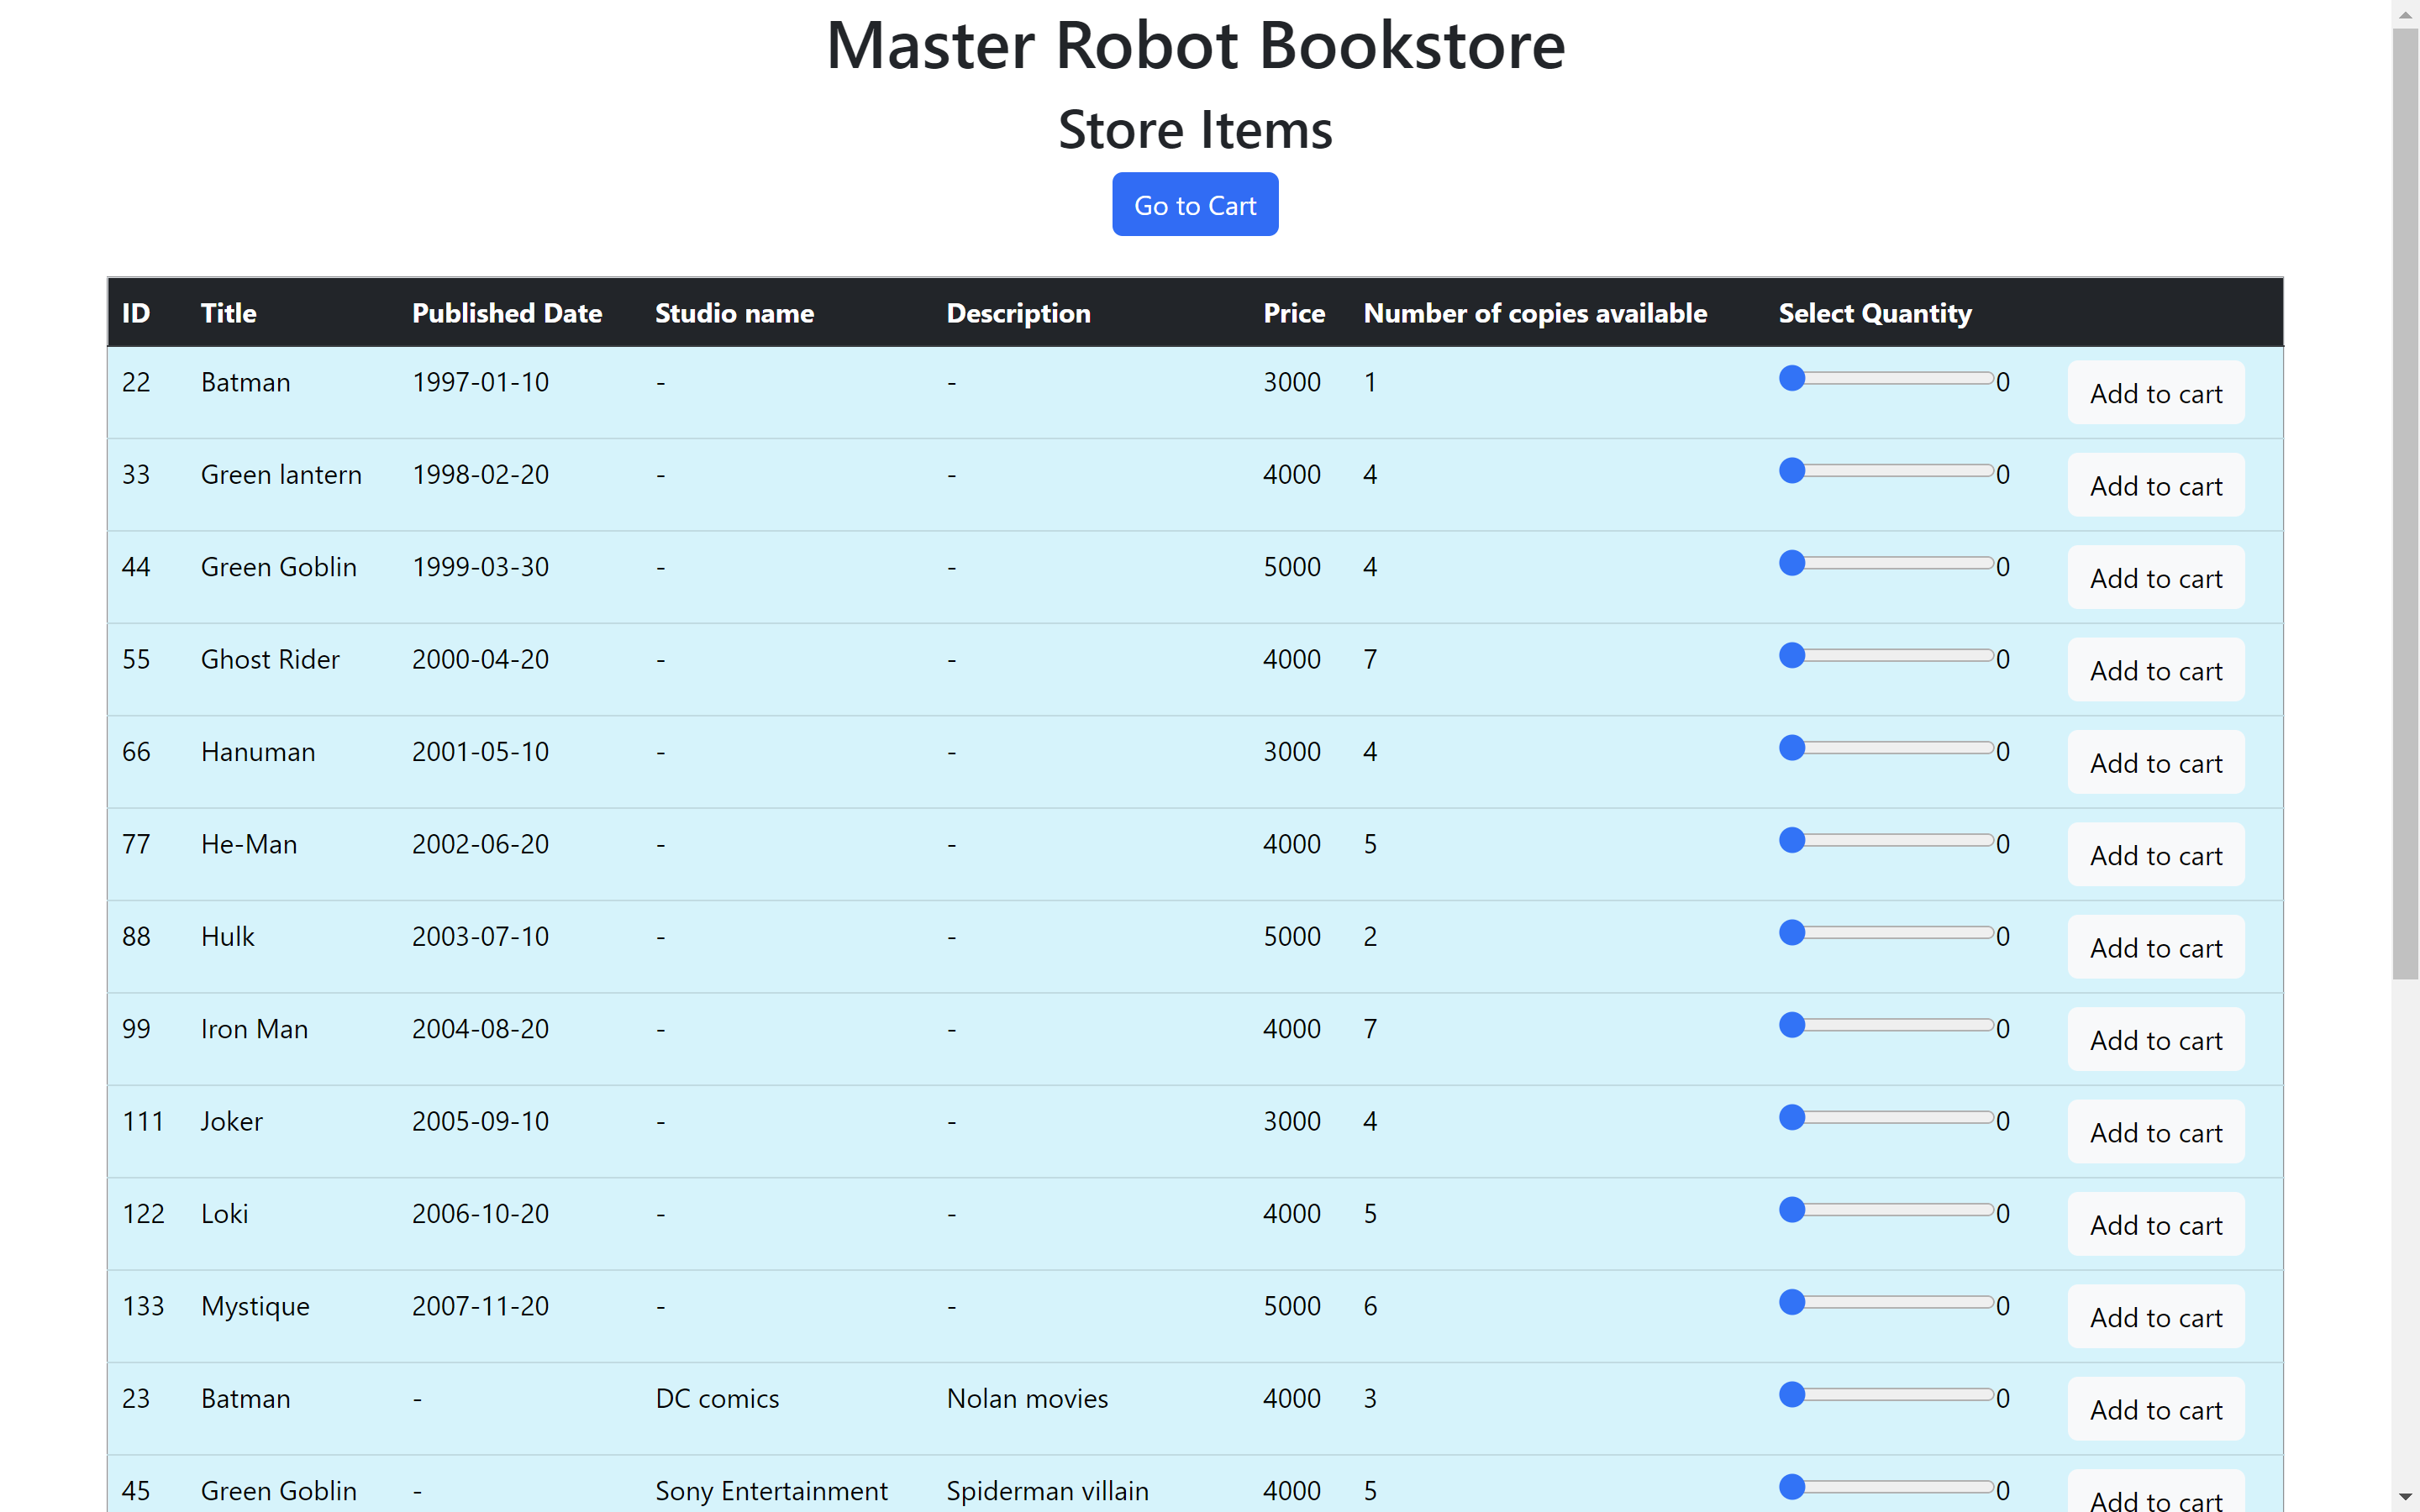 Master Robot Bookstore
Store Items
Go to Cart
ID Title Published Date Studio name Description Price Number of copies available Select Quantity
22 Batman 1997-01-10 - - 3000 1 0 Add to cart
33 Green lantern 1998-02-20 - - 4000 4 0 Add to cart
44 Green Goblin 1999-03-30 - - 5000 4 0 Add to cart
55 Ghost Rider 2000-04-20 - - 4000 7 0 Add to cart
66 Hanuman 2001-05-10 - - 3000 4 0 Add to cart
77 He-Man 2002-06-20 - - 4000 5 0 Add to cart
88 Hulk 2003-07-10 - - 5000 2 0 Add to cart
99 Iron Man 2004-08-20 - - 4000 7 0 Add to cart
111 Joker 2005-09-10 - - 3000 4 0 Add to cart
122 Loki 2006-10-20 - - 4000 5 0 Add to cart
133 Mystique 2007-11-20 - - 5000 6 0 Add to cart
23 Batman - DC comics Nolan movies 4000 3 0 Add to cart
45 Green Goblin - Sony Entertainment Spiderman villain 4000 5 0 Add to cart